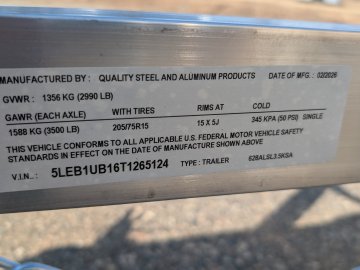 MANUFACTURED BY: QUALITY STEEL AND ALUMINUM PRODUCTS DATE OF MANF: 02/2026
GVWR: 1356 KG (2990 LB)
GAWR (EACH AXLE) WITH TIRES RIMS AT COLD
1588 KG (3500 LB) 205/75R15 15 X 5J 345 KPA (50 PSI) SINGLE
THIS VEHICLE CONFORMS TO ALL APPLICABLE U.S. FEDERAL MOTOR VEHICLE SAFETY
STANDARDS IN EFFECT ON THE DATE OF MANUFACTURE SHOWN ABOVE
V.I.N.: 5LEB1UB16T1265124 TYPE: TRAILER 628ALSL3.5KSA